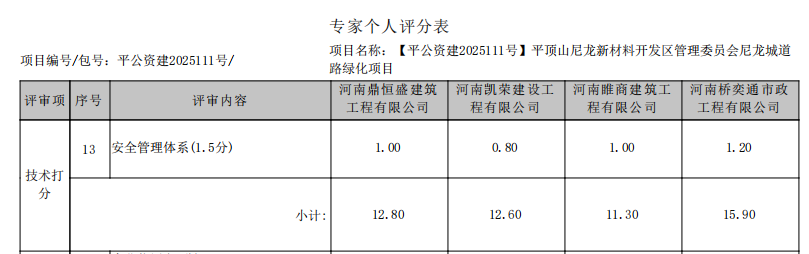 专家个人评分表
项目编号/包号：平公资建2025111号/
项目名称：【平公资建2025111号】平顶山尼龙新材料开发区管理委员会尼龙城道
路绿化项目
评审项 序号 评审内容 河南鼎恒盛建筑工程有限公司 河南凯荣建设工程有限公司 河南睢商建筑工程有限公司 河南桥奕通市政工程有限公司
技术打分 13 安全管理体系(1.5分) 1.00 0.80 1.00 1.20
小计: 12.80 12.60 11.30 15.90